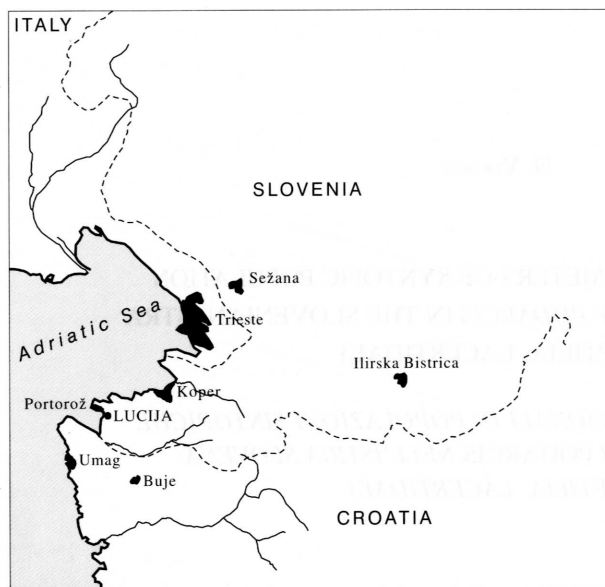 ITALY
SLOVENIA
Sežana
Adriatic Sea
Trieste
Ilirska Bistrica
Koper
Portorož
LUCIJA
Umag
Buje
CROATIA